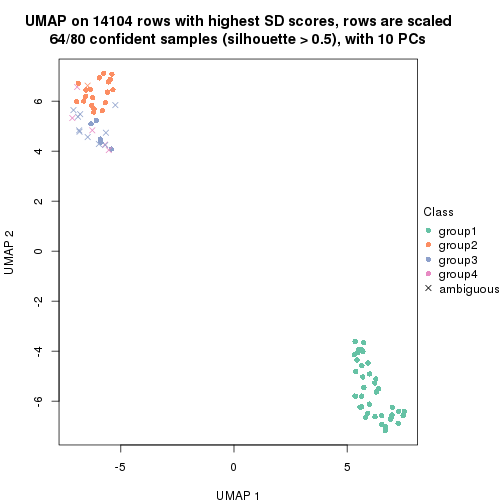 UMAP on 14104 rows with highest SD scores, rows are scaled
64/80 confident samples (silhouette > 0.5), with 10 PCs
6
4
2
0
-2
-4
-6
UMAP 2
-5
0
5
UMAP 1
Class
group1
group2
group3
group4
ambiguous